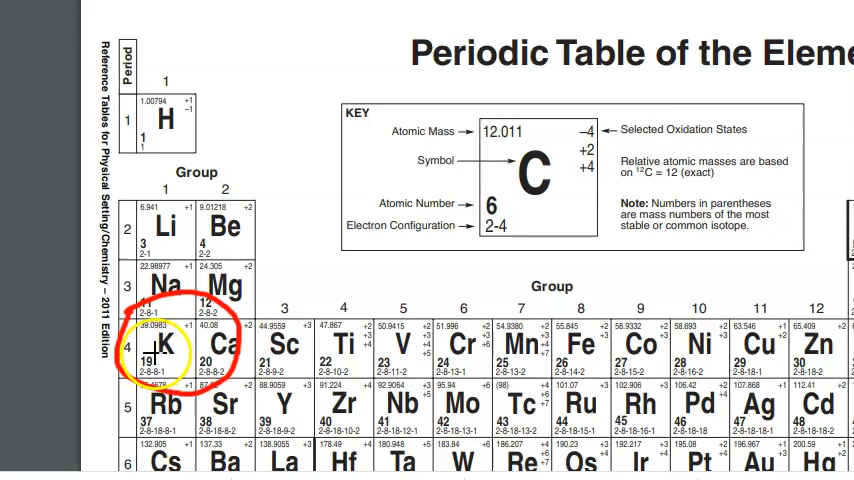 Periodic Table of the Eleme
Reference Tables for Physical Setting/Chemistry – 2011 Edition
Period
1
1
1.00794 +1
–1
H
1
1
KEY
Atomic Mass
12.011
–4
Selected Oxidation States
+2
+4
Symbol
C
Relative atomic masses are based
on 12C = 12 (exact)
Atomic Number
6
Electron Configuration
2-4
Note: Numbers in parentheses
are mass numbers of the most
stable or common isotope.
Group
1 2
2
6.941 +1 9.01218 +2
Li Be
3 4
2-1 2-2
3
22.98977 +1 24.305 +2
Na Mg
11 12
2-8-1 2-8-2
Group
3 4 5 6 7 8 9 10 11 12
4
39.0983 +1 40.08 +2 44.9559 +3 47.867 +2 50.9415 +2 51.996 +2 54.9380 +2 55.845 +2 58.9332 +2 58.693 +2 63.546 +1 65.409 +2
+3 +3 +3 +3 +3 +3 +3 +2
+4 +4 +6 +4
+5 +7
K Ca Sc Ti V Cr Mn Fe Co Ni Cu Zn
19 20 21 22 23 24 25 26 27 28 29 30
2-8-8-1 2-8-8-2 2-8-9-2 2-8-10-2 2-8-11-2 2-8-13-1 2-8-13-2 2-8-14-2 2-8-15-2 2-8-16-2 2-8-18-1 2-8-18-2
5
+1 +2 88.9059 +3 91.224 +4 92.9064 +3 95.94 +6 (98) +4 101.07 +3 102.906 +3 106.42 +2 107.868 +1 112.41 +2
+5 +6 +4
+7
Rb Sr Y Zr Nb Mo Tc Ru Rh Pd Ag Cd
37 38 39 40 41 42 43 44 45 46 47 48
2-8-18-8-1 2-8-18-8-2 2-8-18-9-2 2-8-18-10-2 2-8-18-12-1 2-8-18-13-1 2-8-18-13-2 2-8-18-15-1 2-8-18-16-1 2-8-18-18 2-8-18-18-1 2-8-18-18-2
6
132.905 +1 137.33 +2 138.9055 +3 178.49 +4 180.948 +5 183.84 +6 186.207 +4 190.23 +3 192.217 +3 195.08 +2 196.967 +1 200.59 +1
+6 +4 +4 +4 +3 +2
+7
Cs Ba La Hf Ta W Re Os Ir Pt Au Hg